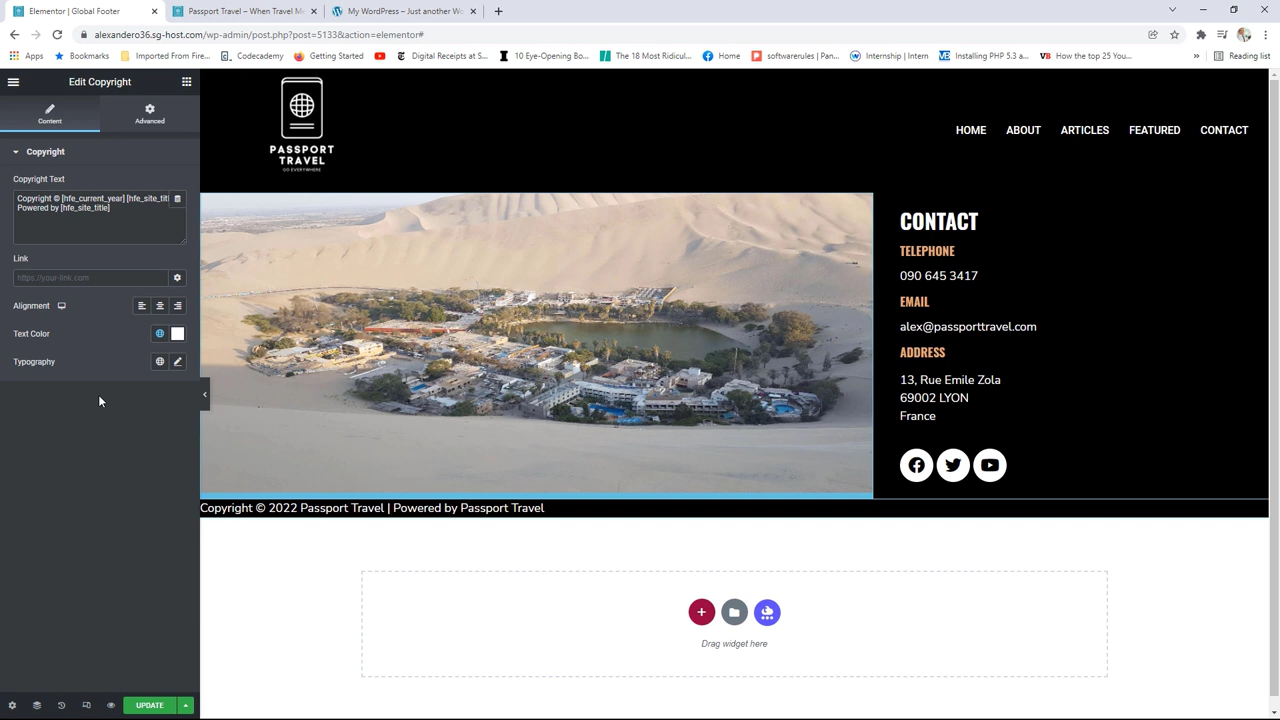 Elementor | Global Footer
Passport Travel – When Travel Me
My WordPress – Just another Wo
alexandero36.sg-host.com/wp-admin/post.php?post=5133&action=elementor#
Apps
Bookmarks
Imported From Fire...
Codecademy
Getting Started
Digital Receipts at S...
10 Eye-Opening Bo...
The 18 Most Ridicul...
Home
softwarerules | Pan...
Internship | Intern
Installing PHP 5.3 a...
How the top 25 You...
»
Reading list
Edit Copyright
Content
Advanced
Copyright
Copyright Text
Copyright © [hfe_current_year] [hfe_site_titl
Powered by [hfe_site_title]
Link
https://your-link.com
Alignment
Text Color
Typography
UPDATE
PASSPORT
TRAVEL
GO EVERYWHERE
HOME
ABOUT
ARTICLES
FEATURED
CONTACT
CONTACT
TELEPHONE
090 645 3417
EMAIL
alex@passporttravel.com
ADDRESS
13, Rue Emile Zola
69002 LYON
France
Copyright © 2022 Passport Travel | Powered by Passport Travel
Drag widget here